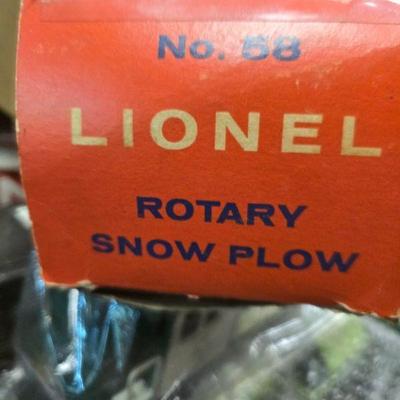 No. 58
LIONEL
ROTARY
SNOW PLOW